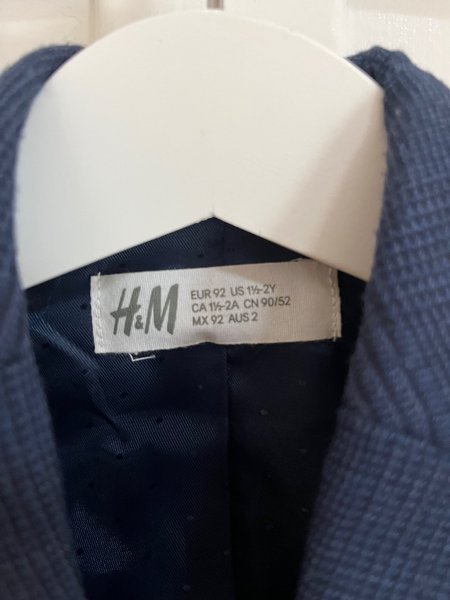 H&M
EUR 92 US 1½-2Y
CA 1½-2A CN 90/52
MX 92 AUS 2